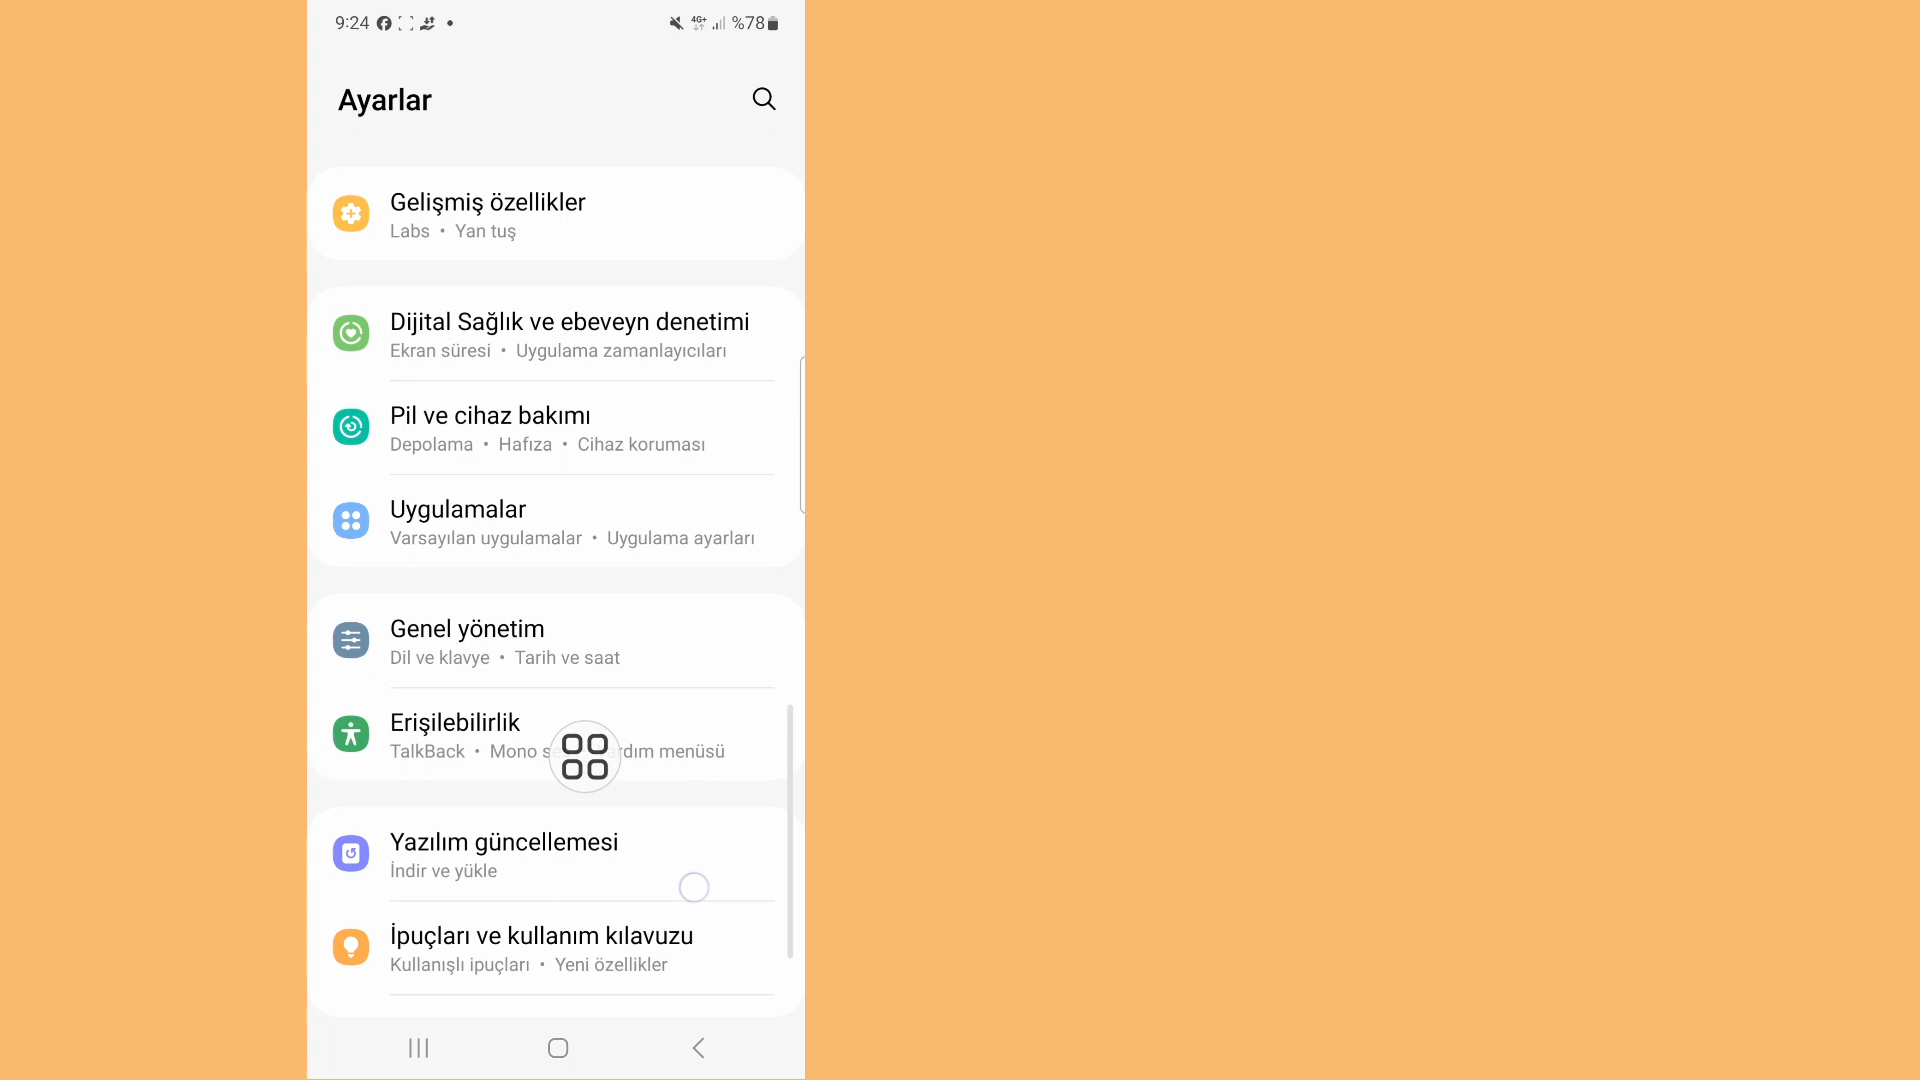 9:24
4G+
%78
Ayarlar
Gelişmiş özellikler
Labs • Yan tuş
Dijital Sağlık ve ebeveyn denetimi
Ekran süresi • Uygulama zamanlayıcıları
Pil ve cihaz bakımı
Depolama • Hafıza • Cihaz koruması
Uygulamalar
Varsayılan uygulamalar • Uygulama ayarları
Genel yönetim
Dil ve klavye • Tarih ve saat
Erişilebilirlik
TalkBack • Mono menüsü
Yazılım güncellemesi
İndir ve yükle
İpuçları ve kullanım kılavuzu
Kullanışlı ipuçları • Yeni özellikler